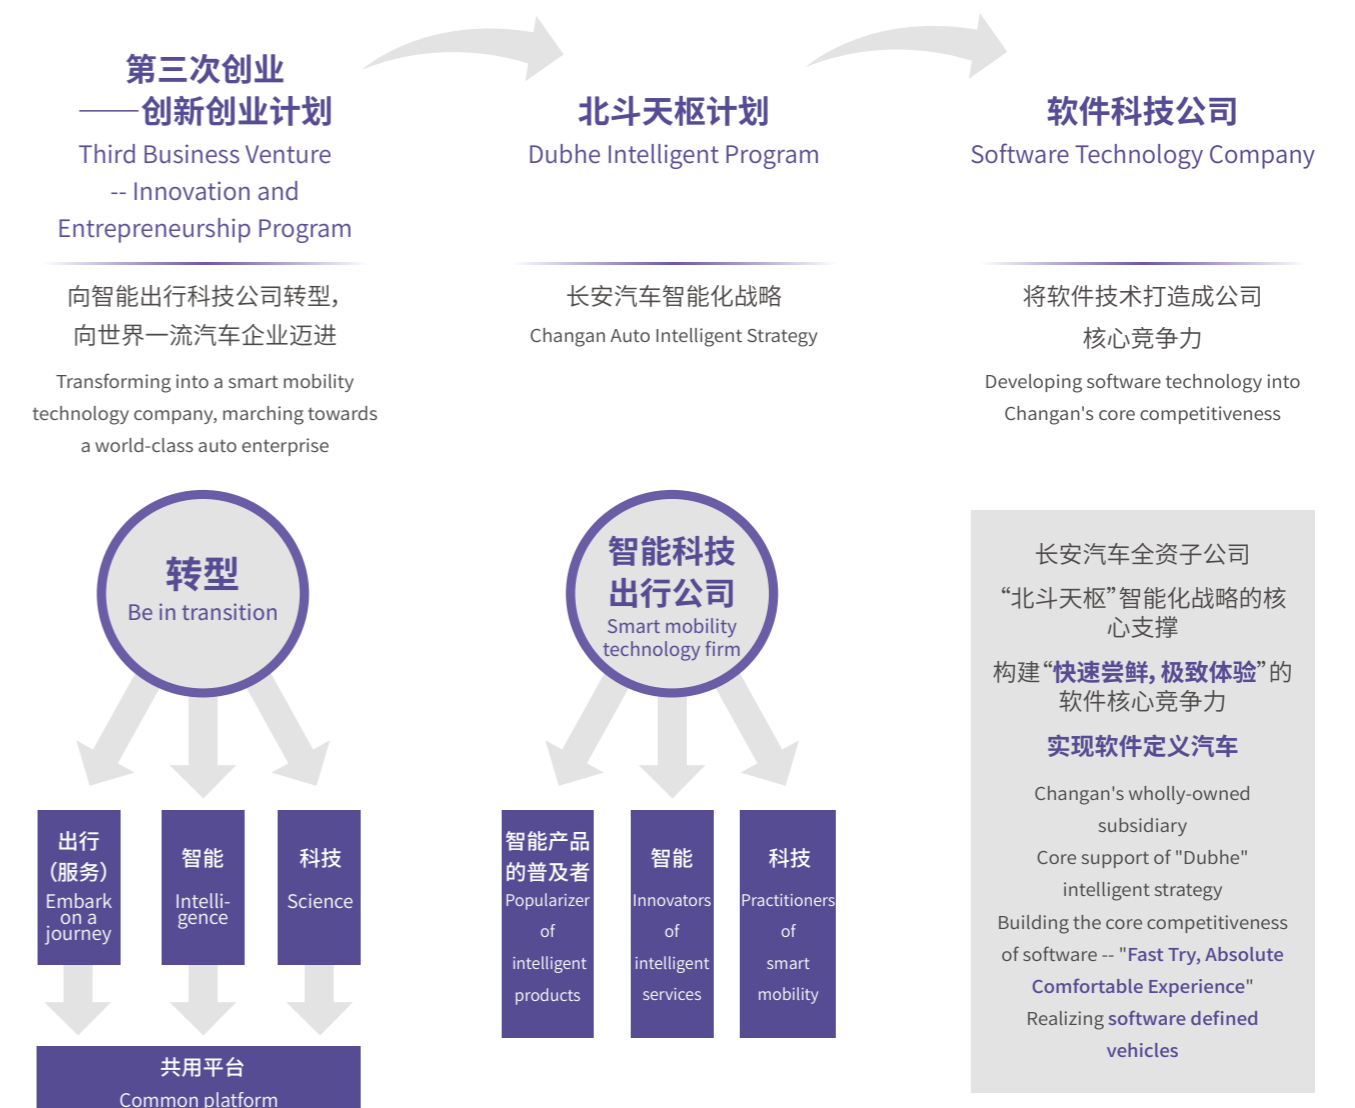 第三次创业
——创新创业计划
Third Business Venture
-- Innovation and
Entrepreneurship Program
向智能出行科技公司转型,
向世界一流汽车企业迈进
Transforming into a smart mobility
technology company, marching towards
a world-class auto enterprise
转型
Be in transition
出行
（服务）
Embark
on a
journey
智能
Intelli-
gence
科技
Science
共用平台
Common platform
北斗天枢计划
Dubhe Intelligent Program
长安汽车智能化战略
Changan Auto Intelligent Strategy
智能科技
出行公司
Smart mobility
technology firm
智能产品
的普及者
Popularizer
of
intelligent
products
智能
Innovators
of
intelligent
services
科技
Practitioners
of
smart
mobility
软件科技公司
Software Technology Company
将软件技术打造成公司
核心竞争力
Developing software technology into
Changan's core competitiveness
长安汽车全资子公司
“北斗天枢”智能化战略的核
心支撑
构建“快速尝鲜,极致体验”的
软件核心竞争力
实现软件定义汽车
Changan's wholly-owned
subsidiary
Core support of "Dubhe"
intelligent strategy
Building the core competitiveness
of software -- "Fast Try, Absolute
Comfortable Experience"
Realizing software defined
vehicles